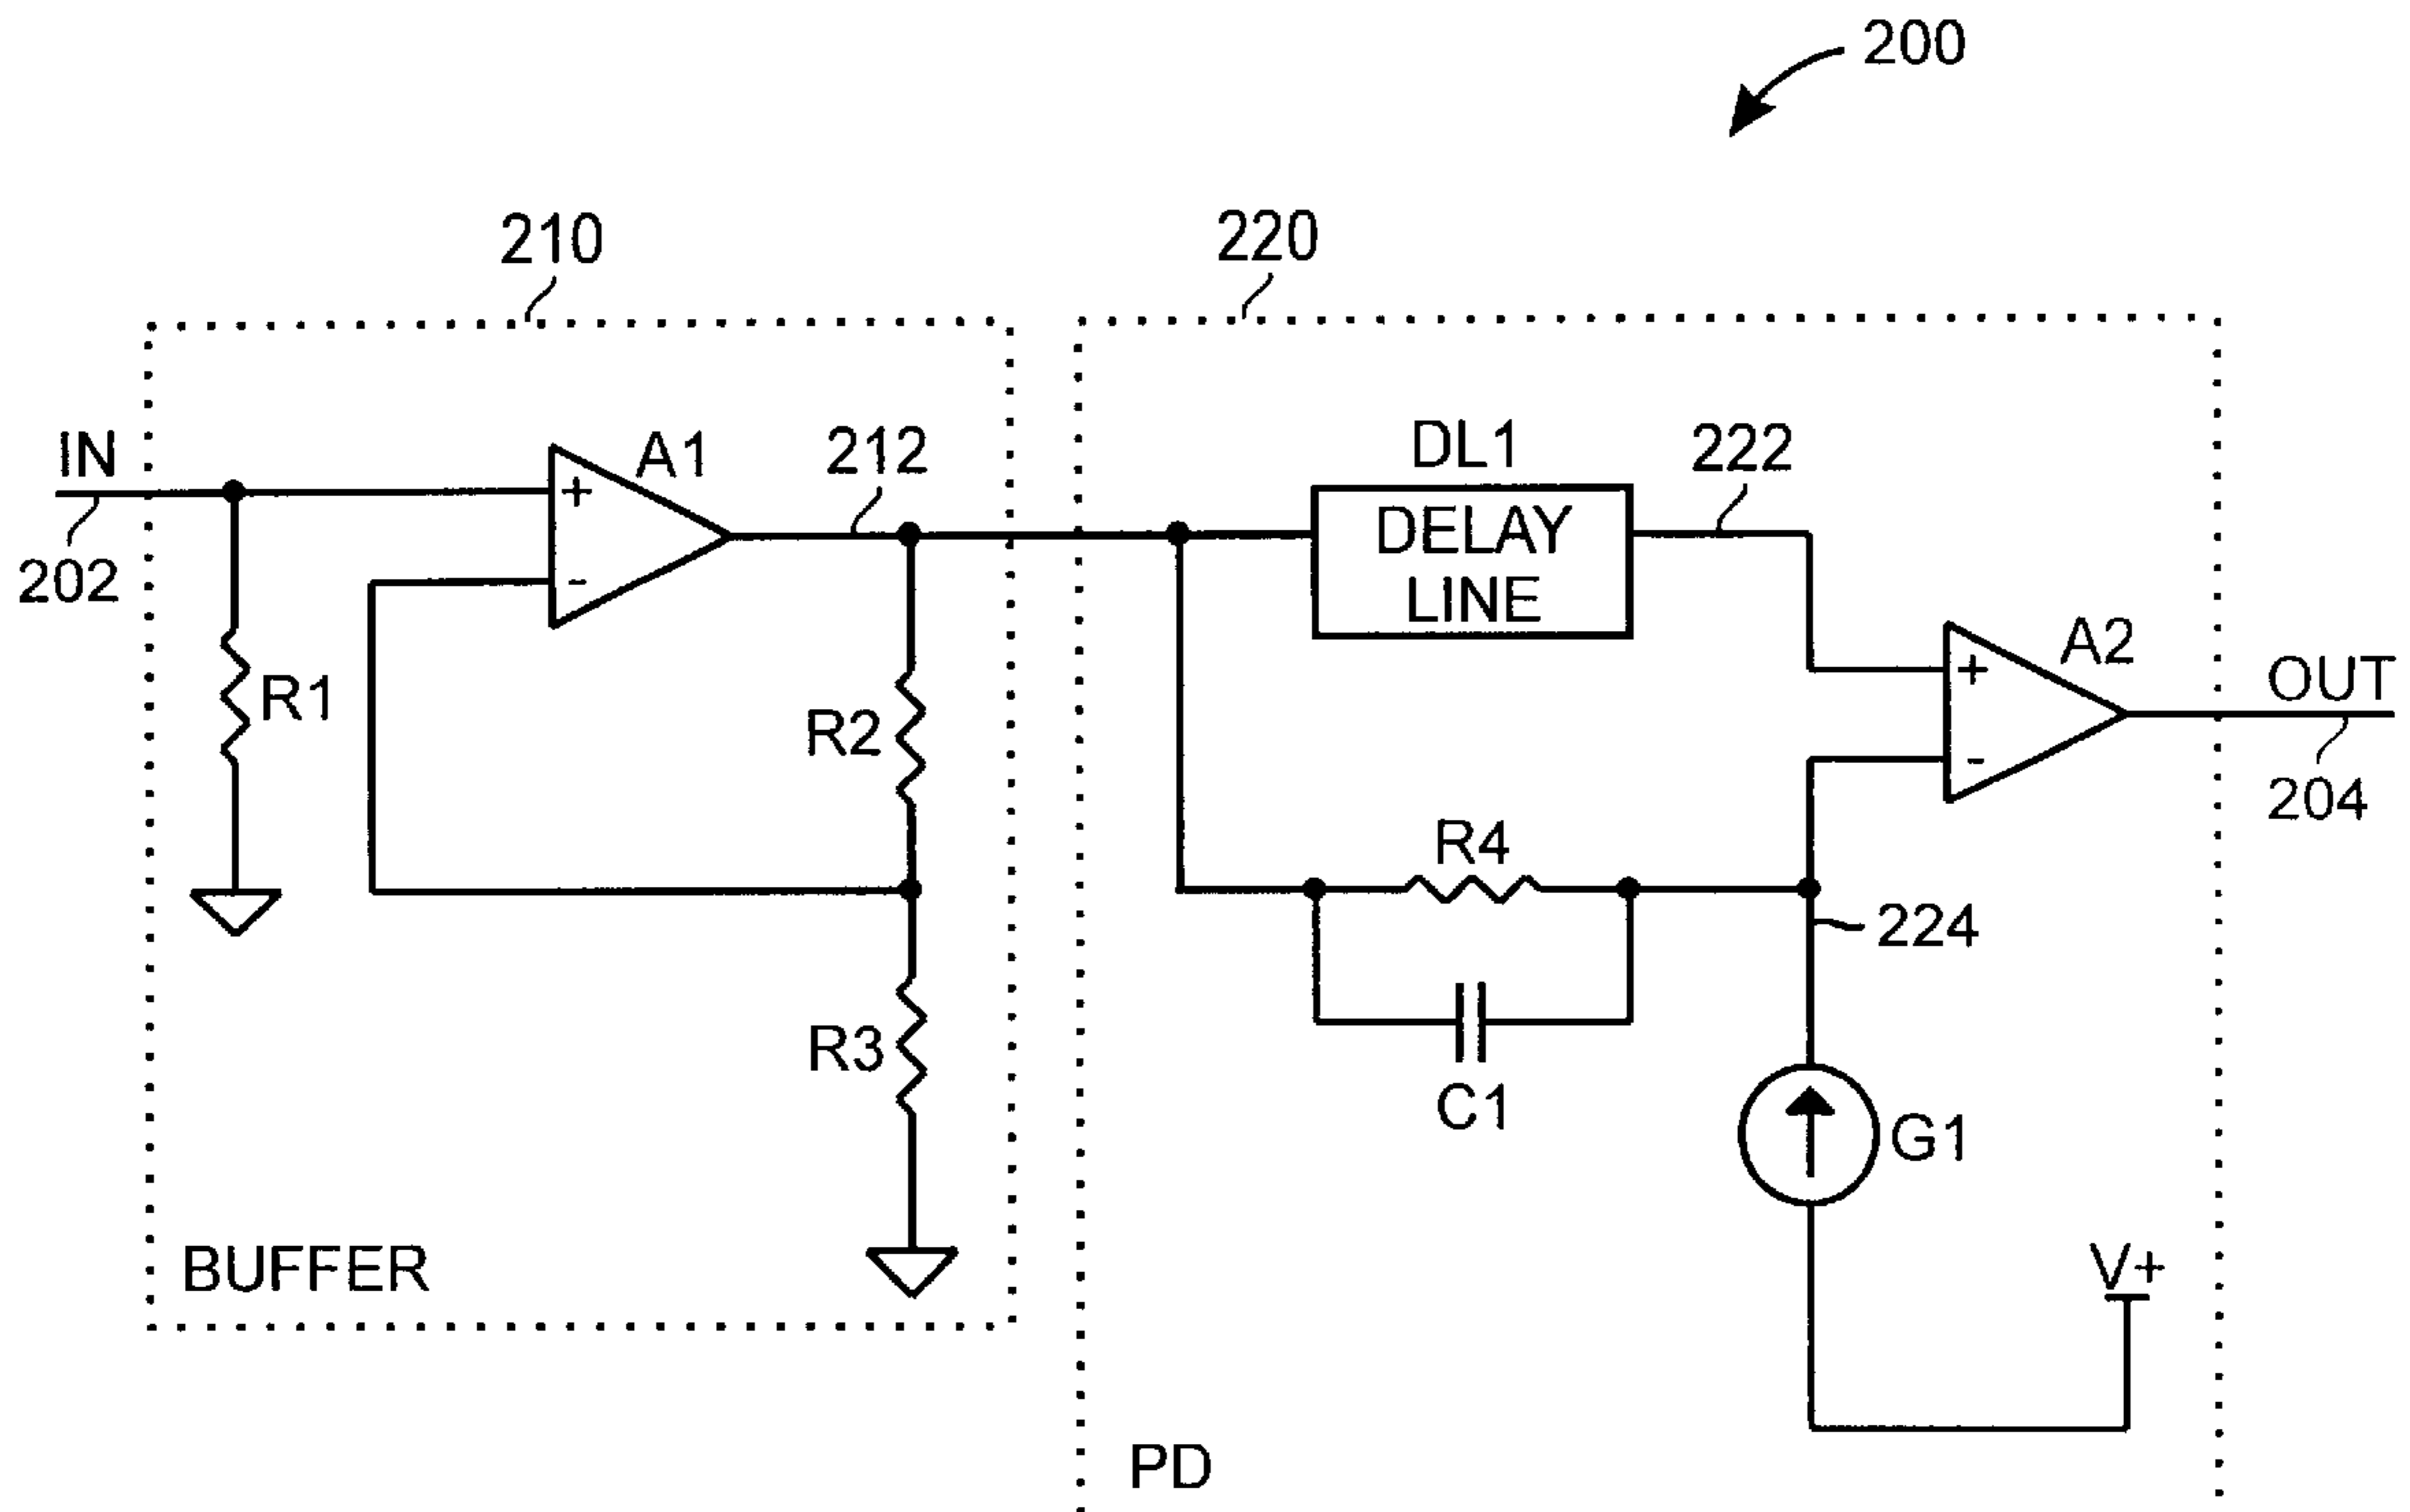 200
210
220
IN
A1
212
DL1
222
202
+
-
DELAY
LINE
A2
R1
R2
+
-
OUT
204
R4
224
R3
C1
G1
BUFFER
V+
PD